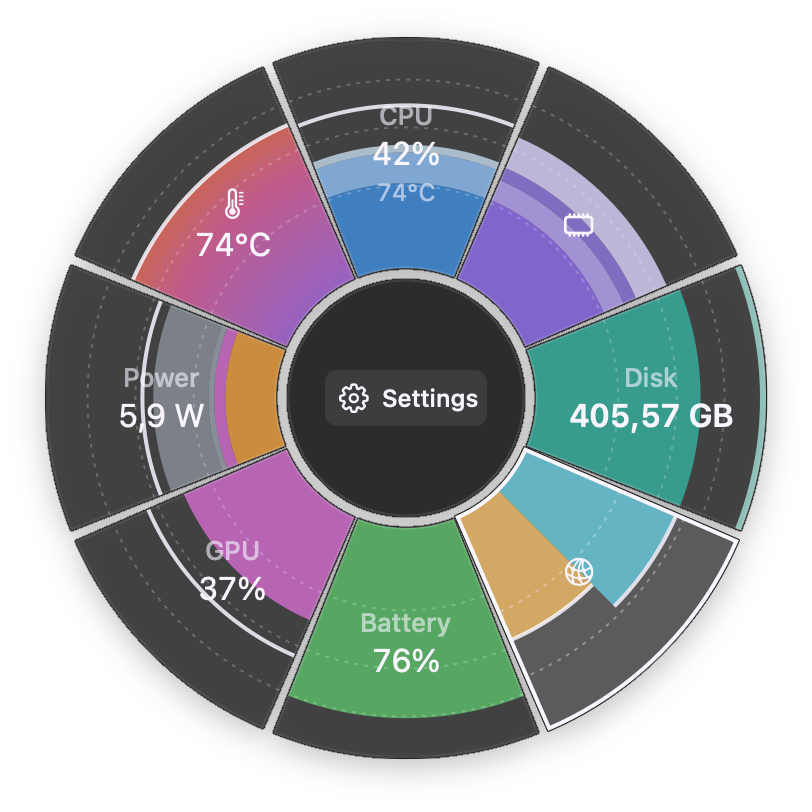 CPU
42%
74°C
74°C
Power
5,9 W
Settings
Disk
405,57 GB
GPU
37%
Battery
76%